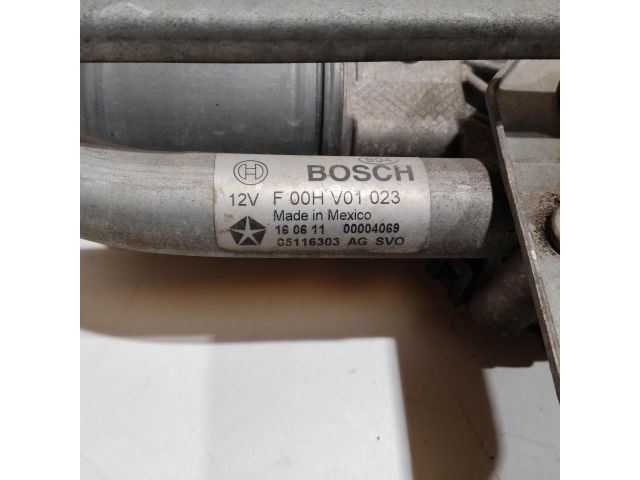 BOSCH
12V F 00H V01 023
Made in Mexico
16 06 11 00004069
05116303 AG SVO